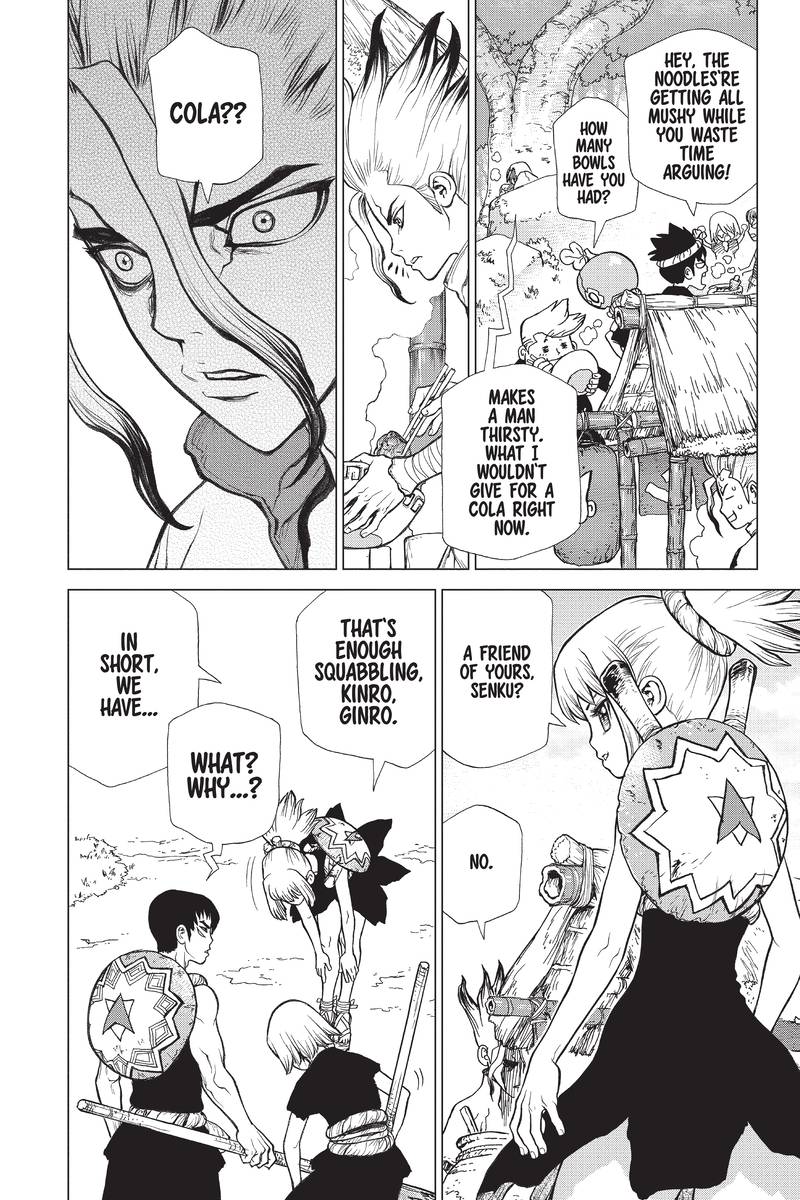 HEY, THE
NOODLES'RE
GETTING ALL
MUSHY WHILE
YOU WASTE
TIME
ARGUING!
HOW
MANY
BOWLS
HAVE YOU
HAD?
MAKES
A MAN
THIRSTY.
WHAT I
WOULDN'T
GIVE FOR A
COLA RIGHT
NOW.
COLA??
A FRIEND
OF YOURS,
SENKU?
NO.
THAT'S
ENOUGH
SQUABBLING,
KINRO,
GINRO.
WHAT?
WHY...?
IN
SHORT,
WE
HAVE...